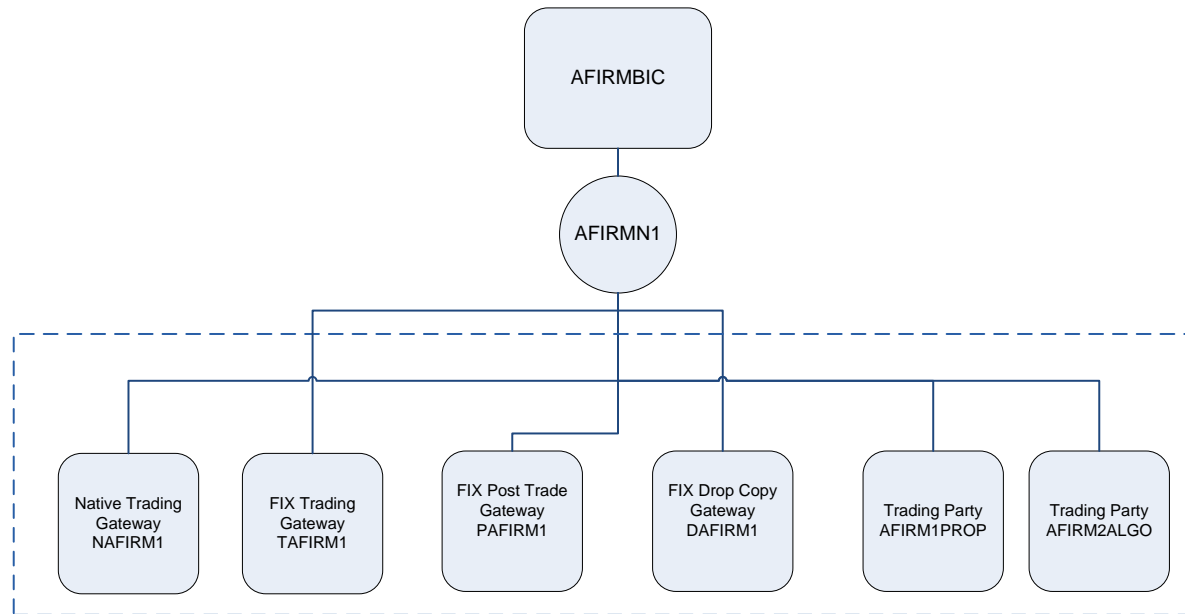 AFIRMBIC
AFIRMN1
Native Trading
Gateway
NAFIRM1
FIX Trading
Gateway
TAFIRM1
FIX Post Trade
Gateway
PAFIRM1
FIX Drop Copy
Gateway
DAFIRM1
Trading Party
AFIRM1PROP
Trading Party
AFIRM2ALGO